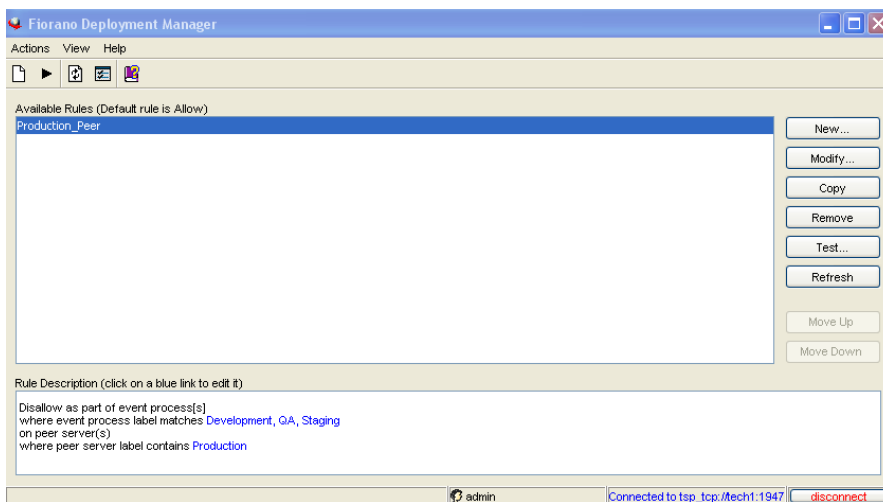 Fiorano Deployment Manager
Actions View Help
Available Rules (Default rule is Allow)
Production_Peer
New...
Modify...
Copy
Remove
Test...
Refresh
Move Up
Move Down
Rule Description (click on a blue link to edit it)
Disallow as part of event process[s]
where event process label matches Development, QA, Staging
on peer server(s)
where peer server label contains Production
admin
Connected to tsp_tcp://tech1:1947
disconnect